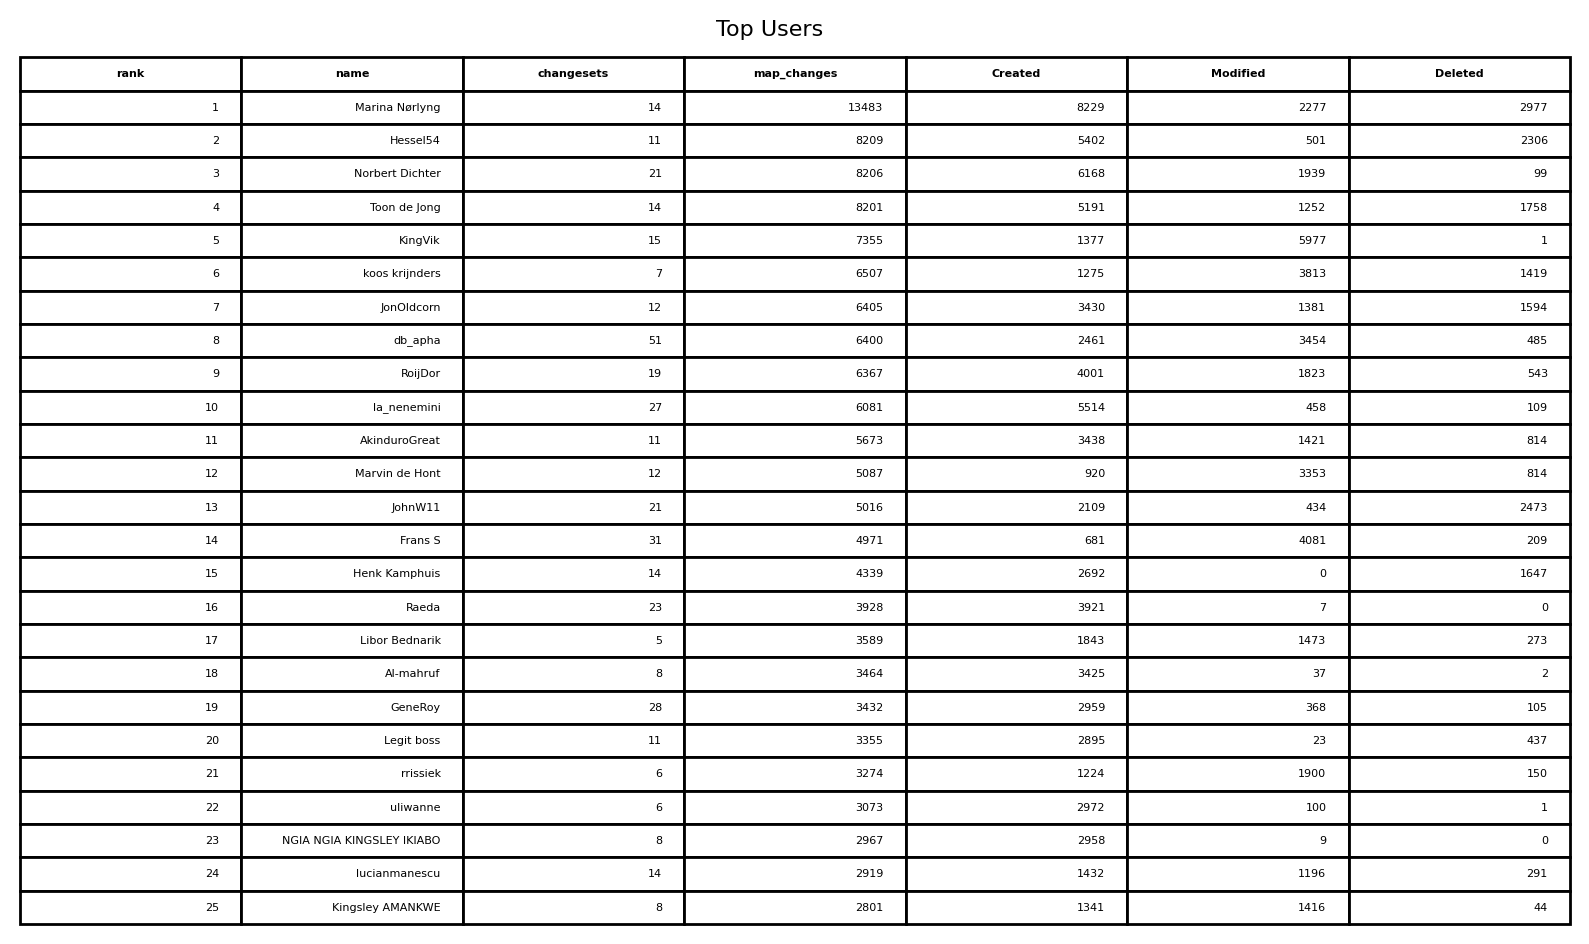 Top Users
rank name changesets map_changes Created Modified Deleted
1 Marina Nørlyng 14 13483 8229 2277 2977
2 Hessel54 11 8209 5402 501 2306
3 Norbert Dichter 21 8206 6168 1939 99
4 Toon de Jong 14 8201 5191 1252 1758
5 KingVik 15 7355 1377 5977 1
6 koos krijnders 7 6507 1275 3813 1419
7 JonOldcorn 12 6405 3430 1381 1594
8 db_apha 51 6400 2461 3454 485
9 RoijDor 19 6367 4001 1823 543
10 la_nenemini 27 6081 5514 458 109
11 AkinduroGreat 11 5673 3438 1421 814
12 Marvin de Hont 12 5087 920 3353 814
13 JohnW11 21 5016 2109 434 2473
14 Frans S 31 4971 681 4081 209
15 Henk Kamphuis 14 4339 2692 0 1647
16 Raeda 23 3928 3921 7 0
17 Libor Bednarik 5 3589 1843 1473 273
18 Al-mahruf 8 3464 3425 37 2
19 GeneRoy 28 3432 2959 368 105
20 Legit boss 11 3355 2895 23 437
21 rrissiek 6 3274 1224 1900 150
22 uliwanne 6 3073 2972 100 1
23 NGIA NGIA KINGSLEY IKIABO 8 2967 2958 9 0
24 lucianmanescu 14 2919 1432 1196 291
25 Kingsley AMANKWE 8 2801 1341 1416 44